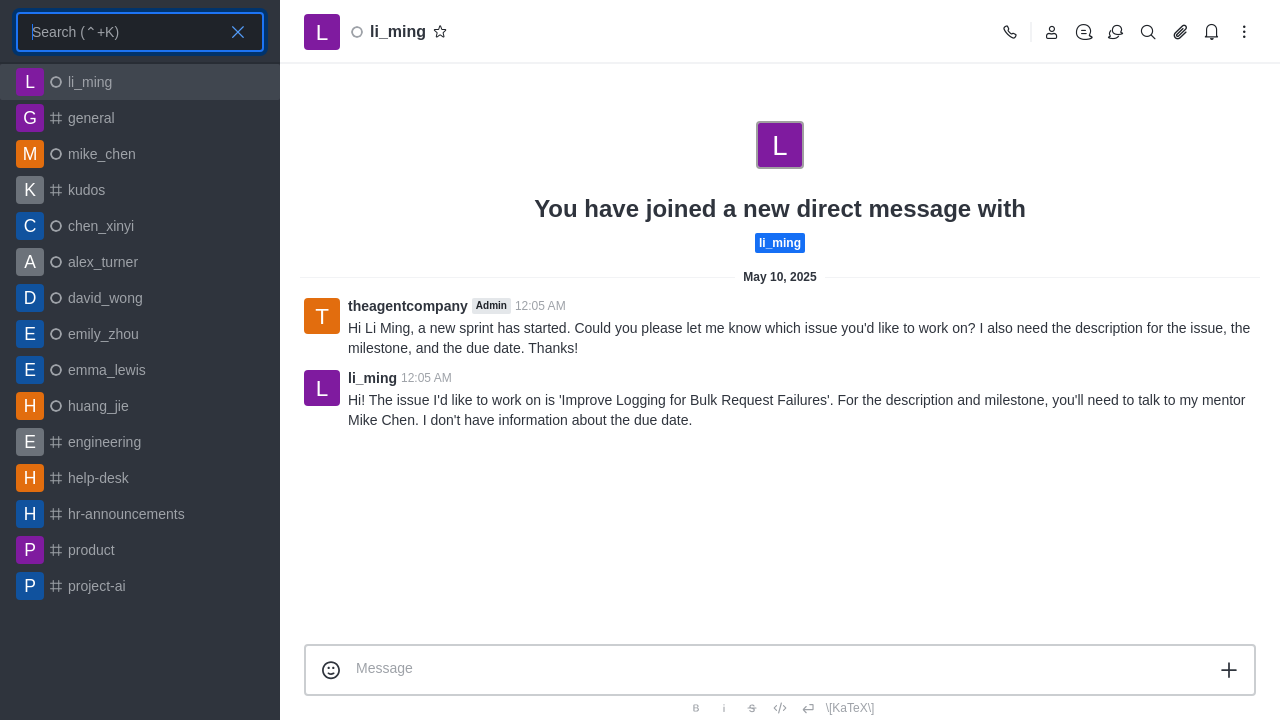 Search (⌃+K)
L li_ming
G general
M mike_chen
K kudos
C chen_xinyi
A alex_turner
D david_wong
E emily_zhou
E emma_lewis
H huang_jie
E engineering
H help-desk
H hr-announcements
P product
P project-ai
L li_ming
L
You have joined a new direct message with
li_ming
May 10, 2025
T theagentcompany Admin 12:05 AM
Hi Li Ming, a new sprint has started. Could you please let me know which issue you'd like to work on? I also need the description for the issue, the
milestone, and the due date. Thanks!
L li_ming 12:05 AM
Hi! The issue I'd like to work on is 'Improve Logging for Bulk Request Failures'. For the description and milestone, you'll need to talk to my mentor
Mike Chen. I don't have information about the due date.
Message
B i S \[KaTeX\]